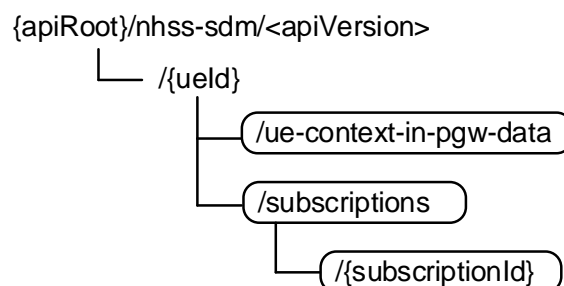 {apiRoot}/nhss-sdm/<apiVersion>
/{ueId}
/ue-context-in-pgw-data
/subscriptions
/{subscriptionId}